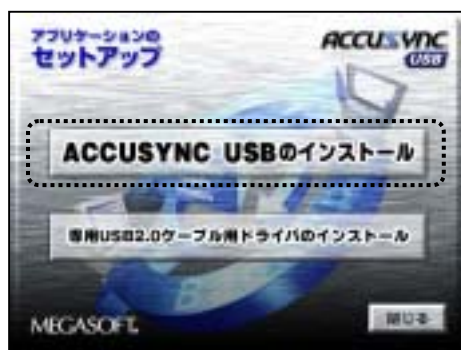 アプリケーションの
セットアップ
ACCUSYNC
USB
ACCUSYNC USBのインストール
専用USB2.0ケーブル用ドライバのインストール
MEGASOFT
閉じる